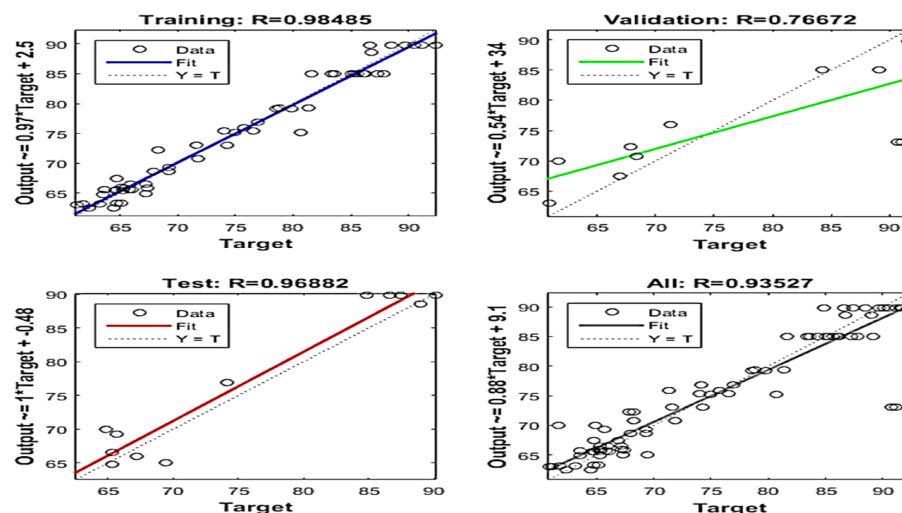 Training: R=0.98485
Output ~= 0.97*Target + 2.5
90
85
80
75
70
65
Data
Fit
Y = T
65 70 75 80 85 90
Target
Validation: R=0.76672
Output ~= 0.54*Target + 34
90
85
80
75
70
65
Data
Fit
Y = T
65 70 75 80 85 90
Target
Test: R=0.96882
Output ~= 1*Target + -0.48
90
85
80
75
70
65
Data
Fit
Y = T
65 70 75 80 85 90
Target
All: R=0.93527
Output ~= 0.88*Target + 9.1
90
85
80
75
70
65
Data
Fit
Y = T
65 70 75 80 85 90
Target